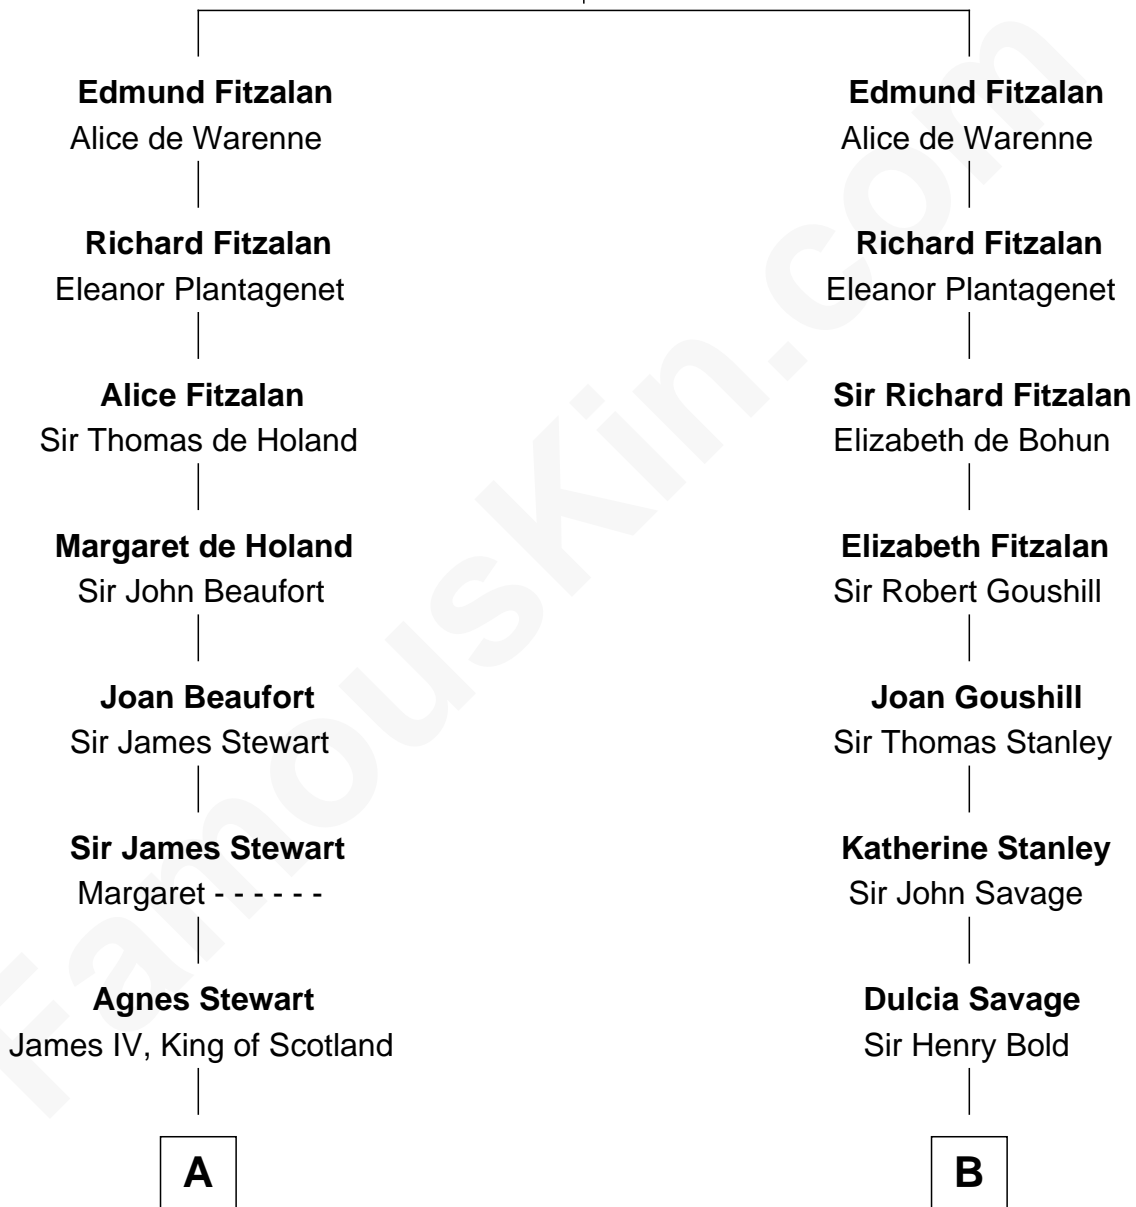 Edmund Fitzalan
Alice de Warenne
Richard Fitzalan
Eleanor Plantagenet
Alice Fitzalan
Sir Thomas de Holand
Margaret de Holand
Sir John Beaufort
Joan Beaufort
Sir James Stewart
Sir James Stewart
Margaret - - - - - -
Agnes Stewart
James IV, King of Scotland
A
Edmund Fitzalan
Alice de Warenne
Richard Fitzalan
Eleanor Plantagenet
Sir Richard Fitzalan
Elizabeth de Bohun
Elizabeth Fitzalan
Sir Robert Goushill
Joan Goushill
Sir Thomas Stanley
Katherine Stanley
Sir John Savage
Dulcia Savage
Sir Henry Bold
B
FamousKin.com